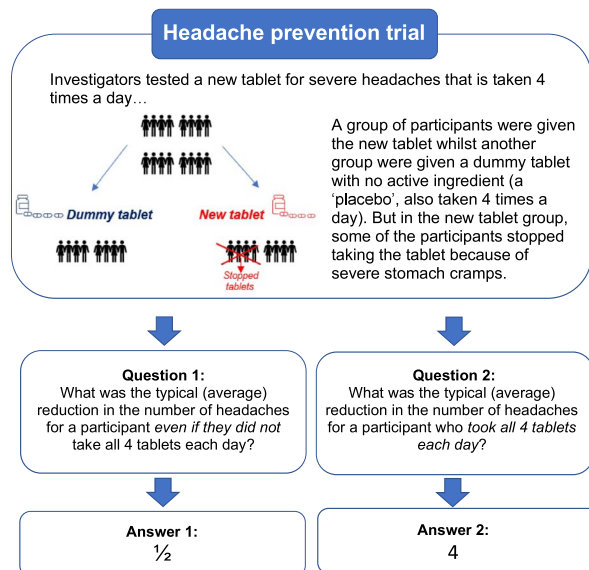 Headache prevention trial
Investigators tested a new tablet for severe headaches that is taken 4
times a day…
Dummy tablet
New tablet
Stopped
tablets
A group of participants were given
the new tablet whilst another
group were given a dummy tablet
with no active ingredient (a
‘placebo’, also taken 4 times a
day). But in the new tablet group,
some of the participants stopped
taking the tablet because of
severe stomach cramps.
Question 1:
What was the typical (average)
reduction in the number of headaches
for a participant even if they did not
take all 4 tablets each day?
Question 2:
What was the typical (average)
reduction in the number of headaches
for a participant who took all 4 tablets
each day?
Answer 1:
½
Answer 2:
4